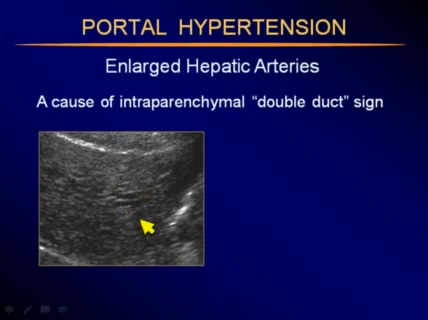 PORTAL HYPERTENSION
Enlarged Hepatic Arteries
A cause of intraparenchymal “double duct” sign